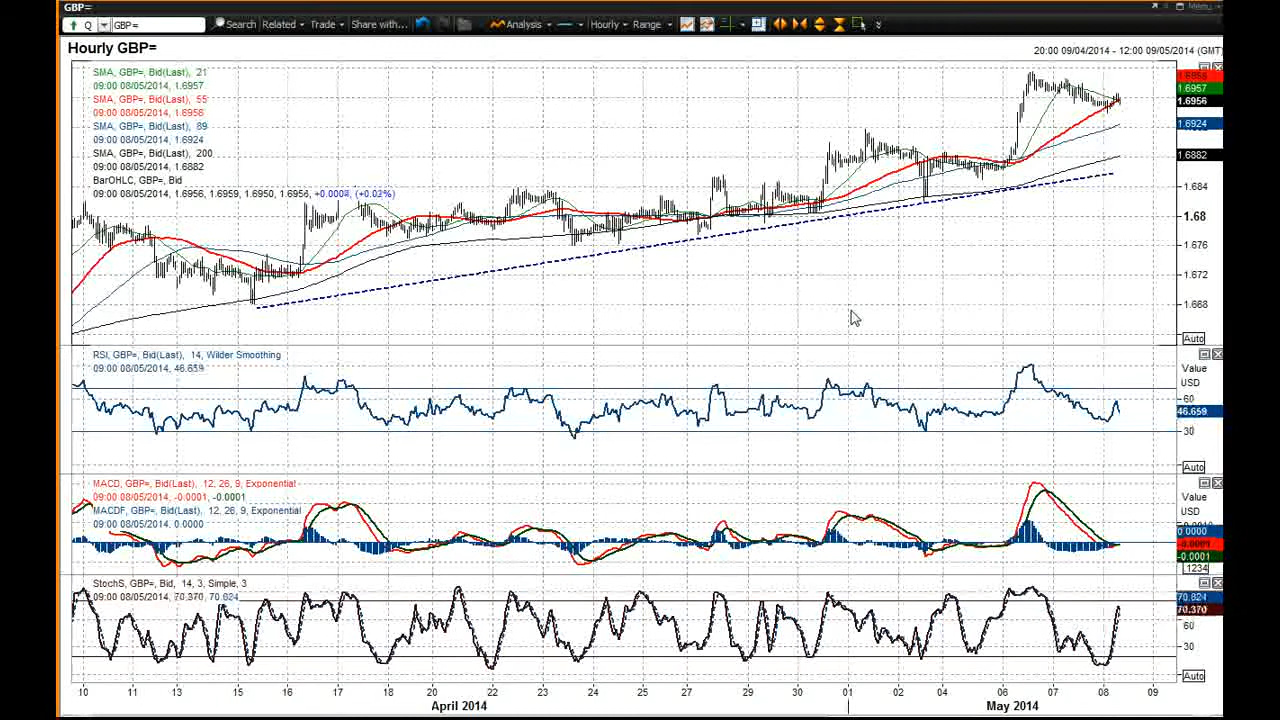 GBP=
Menu
Q GBP= Search Related Trade Share with... Analysis Hourly Range
Hourly GBP=
20:00 09/04/2014 - 12:00 09/05/2014 (GMT)
SMA, GBP=, Bid(Last), 21
09:00 08/05/2014, 1.6957
SMA, GBP=, Bid(Last), 55
09:00 08/05/2014, 1.6956
SMA, GBP=, Bid(Last), 89
09:00 08/05/2014, 1.6924
SMA, GBP=, Bid(Last), 200
09:00 08/05/2014, 1.6882
BarOHLC, GBP=, Bid
09:00 08/05/2014, 1.6956, 1.6959, 1.6950, 1.6956, +0.0003, (+0.02%)
1.6957
1.6956
1.6924
1.6882
1.684
1.68
1.676
1.672
1.668
Auto
RSI, GBP=, Bid(Last), 14, Wilder Smoothing
09:00 08/05/2014, 46.659
Value
USD
60
46.659
30
Auto
MACD, GBP=, Bid(Last), 12, 26, 9, Exponential
09:00 08/05/2014, -0.0001, -0.0001
MACDF, GBP=, Bid(Last), 12, 26, 9, Exponential
09:00 08/05/2014, 0.0000
Value
USD
0.0000
-0.0001
-0.0001
.1234
StochS, GBP=, Bid, 14, 3, Simple, 3
09:00 08/05/2014, 70.370, 70.824
70.824
70.370
60
30
Auto
10 11 13 15 16 17 18 20 22 23 24 25 27 28 29 30 01 02 04 06 07 08 09
April 2014 May 2014